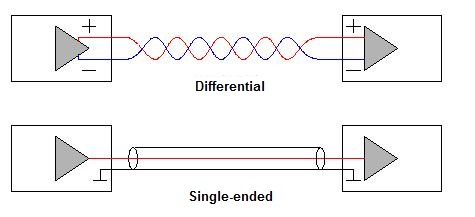 + +
− −
Differential
Single-ended